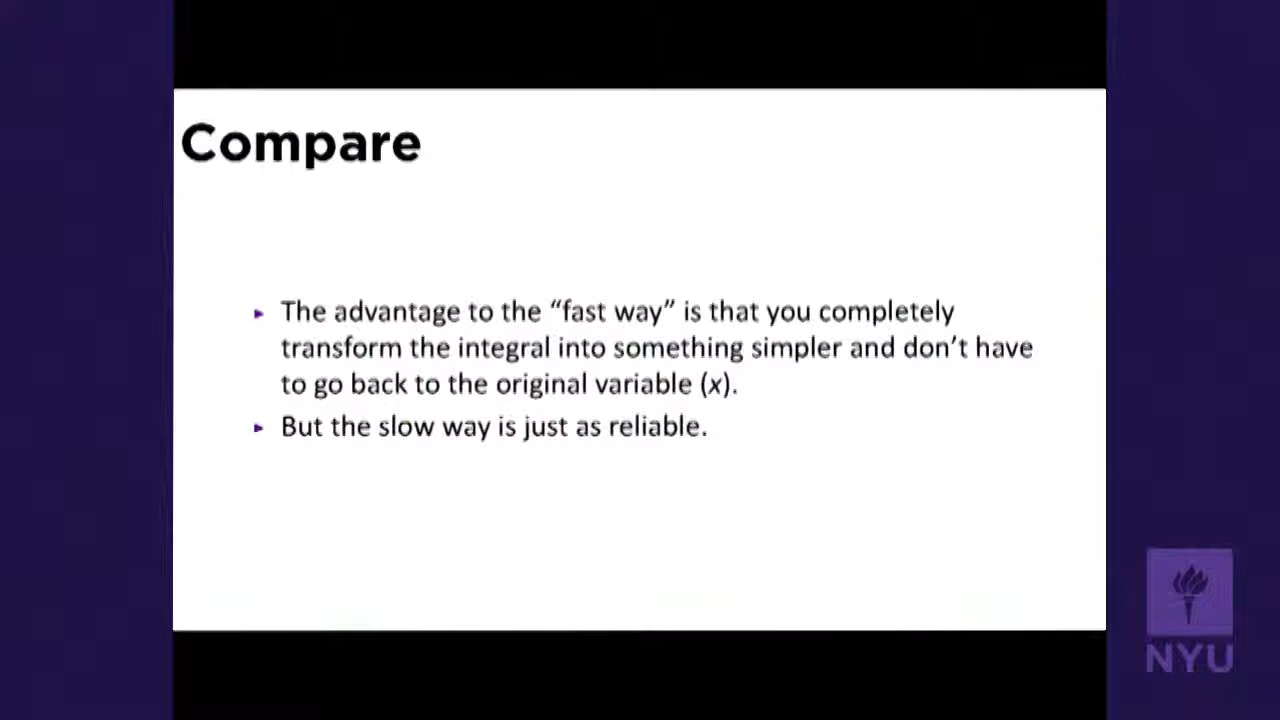 Compare
The advantage to the “fast way” is that you completely
transform the integral into something simpler and don’t have
to go back to the original variable (x).
But the slow way is just as reliable.
NYU